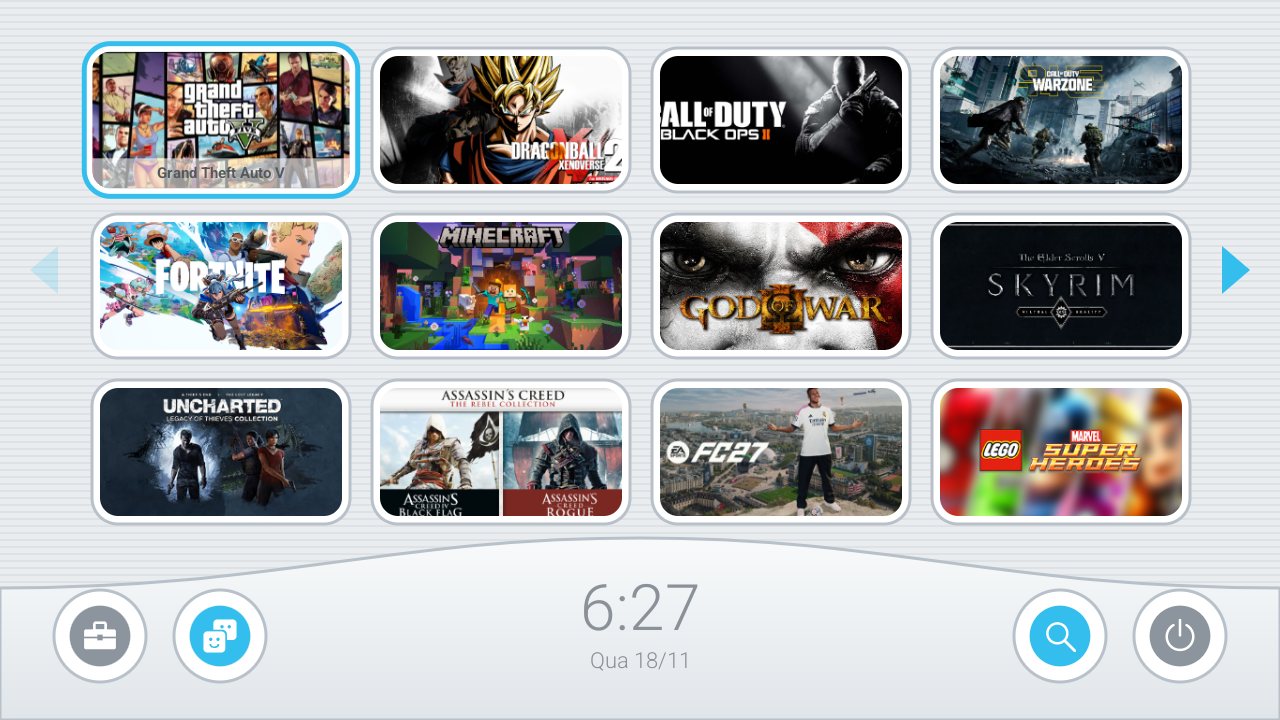 grand
theft
auto V
Grand Theft Auto V
DRAGONBALL
XENOVERSE 2
ALL OF DUTY
BLACK OPS II
CALL OF DUTY
WARZONE
FORTNITE
MINECRAFT
GOD OF WAR
The Elder Scrolls V
SKYRIM
UNCHARTED
LEGACY OF THIEVES COLLECTION
ASSASSIN'S CREED
THE REBEL COLLECTION
ASSASSIN'S
CREED IV
BLACK FLAG
ASSASSIN'S
CREED
ROGUE
EA FC27
LEGO
MARVEL
SUPER
HEROES
6:27
Qua 18/11